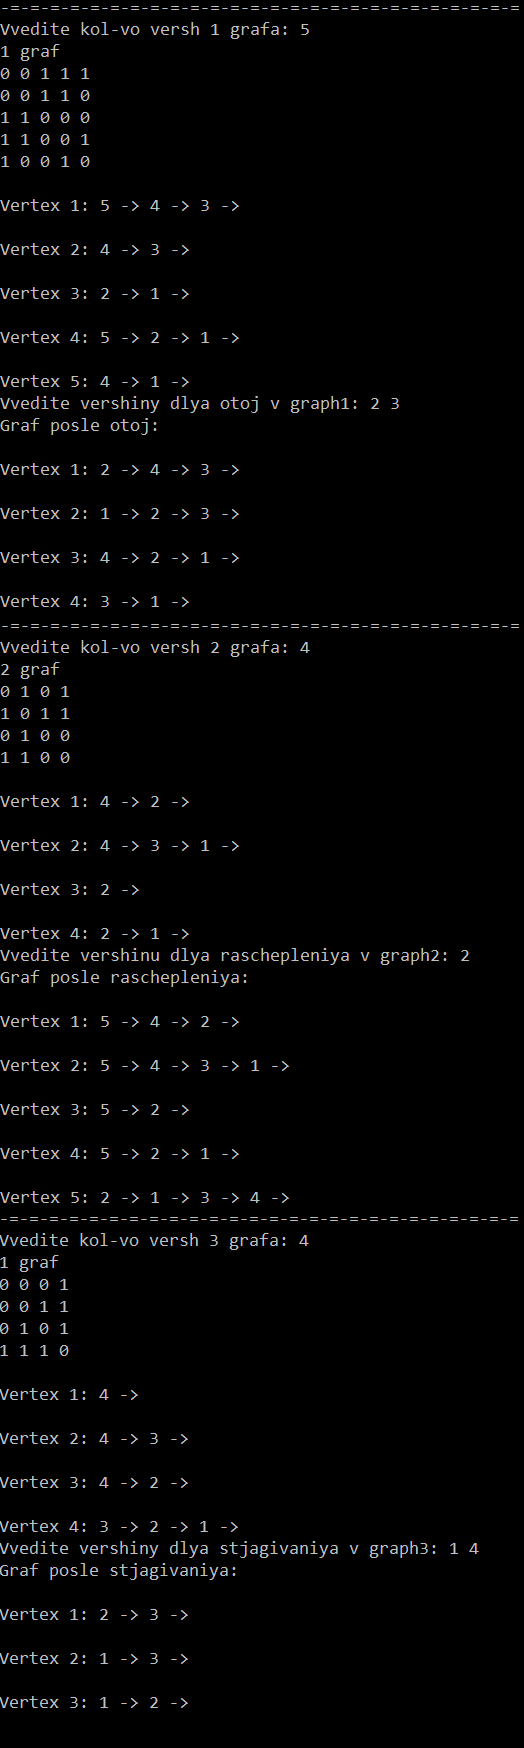 -=-=-=-=-=-=-=-=-=-=-=-=-=-=-=-=-=-=-=-=-=-=-=-=-=-=
Vvedite kol-vo versh 1 grafa: 5
1 graf
0 0 1 1 1
0 0 1 1 0
1 1 0 0 0
1 1 0 0 1
1 0 0 1 0
Vertex 1: 5 -> 4 -> 3 ->
Vertex 2: 4 -> 3 ->
Vertex 3: 2 -> 1 ->
Vertex 4: 5 -> 2 -> 1 ->
Vertex 5: 4 -> 1 ->
Vvedite vershiny dlya otoj v graph1: 2 3
Graf posle otoj:
Vertex 1: 2 -> 4 -> 3 ->
Vertex 2: 1 -> 2 -> 3 ->
Vertex 3: 4 -> 2 -> 1 ->
Vertex 4: 3 -> 1 ->
-=-=-=-=-=-=-=-=-=-=-=-=-=-=-=-=-=-=-=-=-=-=-=-=-=-=
Vvedite kol-vo versh 2 grafa: 4
2 graf
0 1 0 1
1 0 1 1
0 1 0 0
1 1 0 0
Vertex 1: 4 -> 2 ->
Vertex 2: 4 -> 3 -> 1 ->
Vertex 3: 2 ->
Vertex 4: 2 -> 1 ->
Vvedite vershinu dlya raschepleniya v graph2: 2
Graf posle raschepleniya:
Vertex 1: 5 -> 4 -> 2 ->
Vertex 2: 5 -> 4 -> 3 -> 1 ->
Vertex 3: 5 -> 2 ->
Vertex 4: 5 -> 2 -> 1 ->
Vertex 5: 2 -> 1 -> 3 -> 4 ->
-=-=-=-=-=-=-=-=-=-=-=-=-=-=-=-=-=-=-=-=-=-=-=-=-=-=
Vvedite kol-vo versh 3 grafa: 4
1 graf
0 0 0 1
0 0 1 1
0 1 0 1
1 1 1 0
Vertex 1: 4 ->
Vertex 2: 4 -> 3 ->
Vertex 3: 4 -> 2 ->
Vertex 4: 3 -> 2 -> 1 ->
Vvedite vershiny dlya stjagivaniya v graph3: 1 4
Graf posle stjagivaniya:
Vertex 1: 2 -> 3 ->
Vertex 2: 1 -> 3 ->
Vertex 3: 1 -> 2 ->